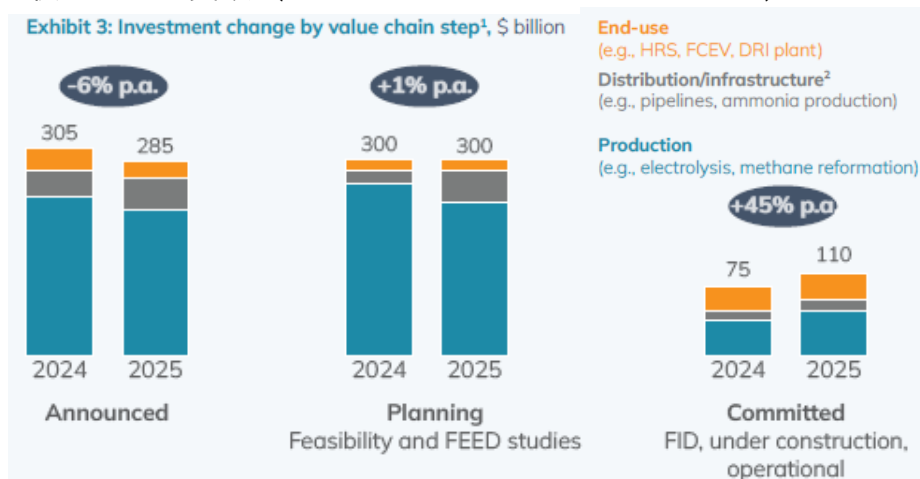 Exhibit 3: Investment change by value chain step¹, $ billion
End-use
(e.g., HRS, FCEV, DRI plant)
Distribution/infrastructure²
(e.g., pipelines, ammonia production)
Production
(e.g., electrolysis, methane reformation)
-6% p.a.
+1% p.a.
+45% p.a
305
285
300
300
75
110
2024
2025
2024
2025
2024
2025
Announced
Planning
Feasibility and FEED studies
Committed
FID, under construction,
operational